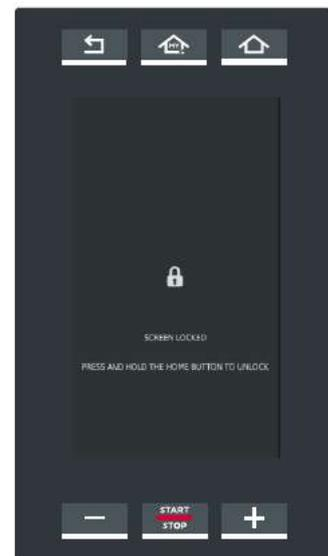 MY
SCREEN LOCKED
PRESS AND HOLD THE HOME BUTTON TO UNLOCK
START
STOP